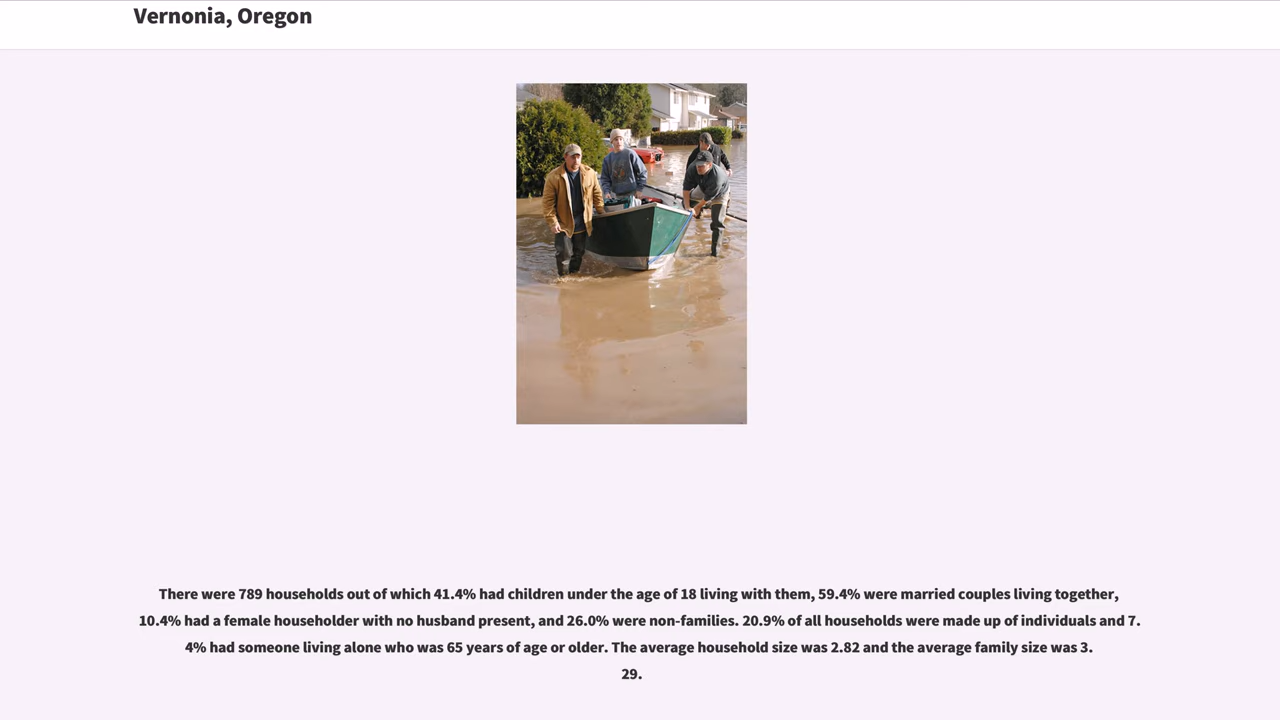 Vernonia, Oregon
There were 789 households out of which 41.4% had children under the age of 18 living with them, 59.4% were married couples living together,
10.4% had a female householder with no husband present, and 26.0% were non-families. 20.9% of all households were made up of individuals and 7.
4% had someone living alone who was 65 years of age or older. The average household size was 2.82 and the average family size was 3.
29.